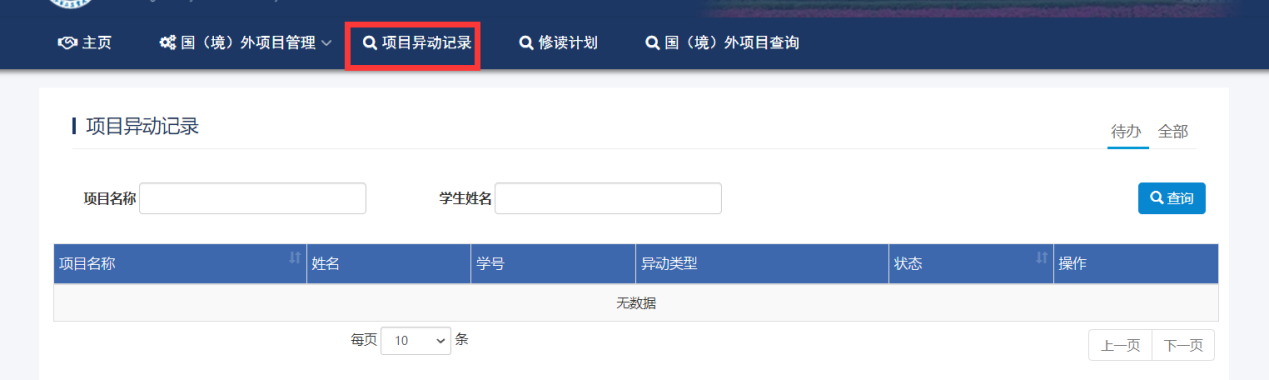 主页 国（境）外项目管理 项目异动记录 修读计划 国（境）外项目查询
项目异动记录
待办 全部
项目名称 学生姓名 查询
项目名称 姓名 学号 异动类型 状态 操作
无数据
每页 10 条
上一页 下一页